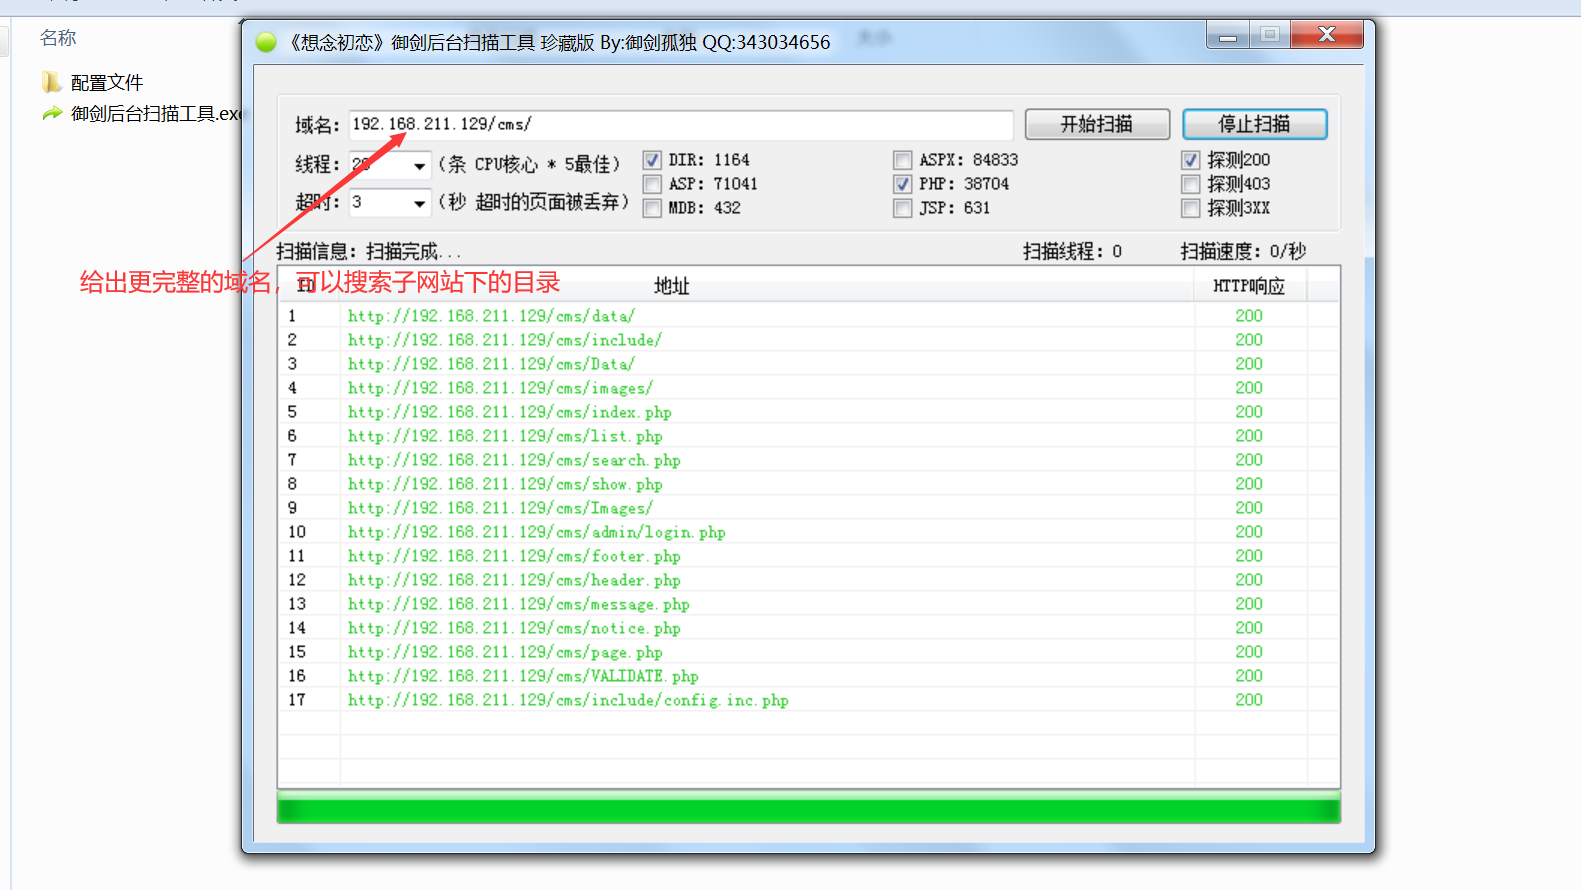 名称
配置文件
御剑后台扫描工具.exe
《想念初恋》御剑后台扫描工具 珍藏版 By:御剑孤独 QQ:343034656
域名: 192.168.211.129/cms/
开始扫描
停止扫描
线程: (条 CPU核心 * 5最佳)
超时: 3 (秒 超时的页面被丢弃)
DIR: 1164
ASPX: 84833
探测200
ASP: 71041
PHP: 38704
探测403
MDB: 432
JSP: 631
探测3XX
扫描信息: 扫描完成...
扫描线程: 0
扫描速度: 0/秒
给出更完整的域名，可以搜索子网站下的目录
ID 地址 HTTP响应
1 http://192.168.211.129/cms/data/ 200
2 http://192.168.211.129/cms/include/ 200
3 http://192.168.211.129/cms/Data/ 200
4 http://192.168.211.129/cms/images/ 200
5 http://192.168.211.129/cms/index.php 200
6 http://192.168.211.129/cms/list.php 200
7 http://192.168.211.129/cms/search.php 200
8 http://192.168.211.129/cms/show.php 200
9 http://192.168.211.129/cms/Images/ 200
10 http://192.168.211.129/cms/admin/login.php 200
11 http://192.168.211.129/cms/footer.php 200
12 http://192.168.211.129/cms/header.php 200
13 http://192.168.211.129/cms/message.php 200
14 http://192.168.211.129/cms/notice.php 200
15 http://192.168.211.129/cms/page.php 200
16 http://192.168.211.129/cms/VALIDATE.php 200
17 http://192.168.211.129/cms/include/config.inc.php 200